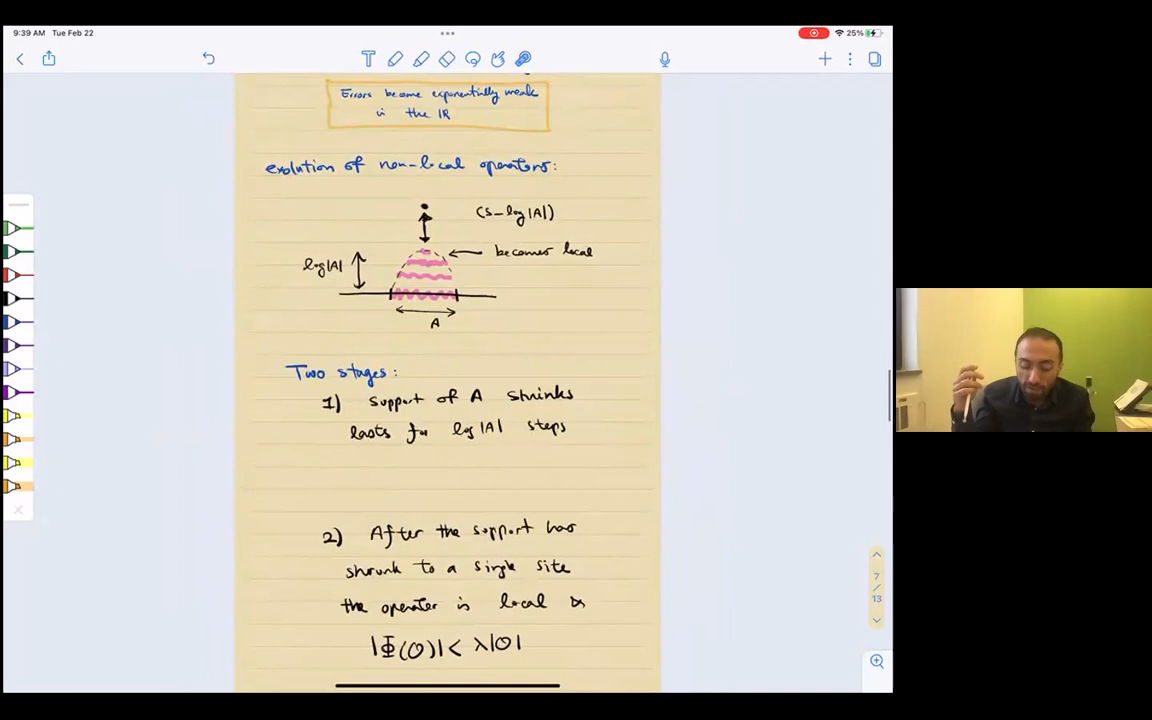 9:39 AM Tue Feb 22
25%
Errors become exponentially weak
in the IR
evolution of non-local operators:
(s-log|A|)
becomes local
log|A|
A
Two stages:
1) support of A shrinks
lasts for log|A| steps
2) After the support has
shrunk to a single site
the operator is local &
|Φ(O)| < λ|O|
7
/
13